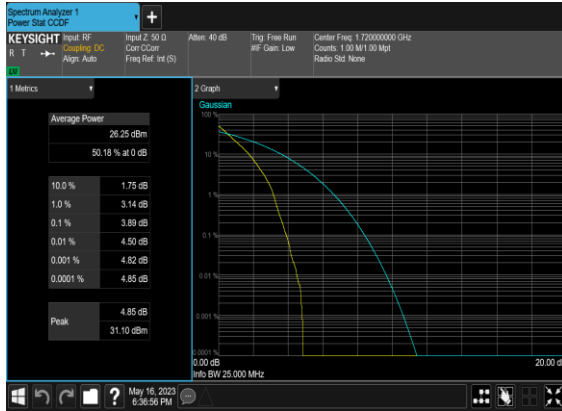 Spectrum Analyzer 1
Power Stat CCDF
KEYSIGHT
R T
LU
Input: RF
Coupling: DC
Align: Auto
Input Z: 50 Ω
Corr CCorr
Freq Ref: Int (S)
Atten: 40 dB
Trig: Free Run
#IF Gain: Low
Center Freq: 1.720000000 GHz
Counts: 1.00 M/1.00 Mpt
Radio Std: None
1 Metrics
Average Power
26.25 dBm
50.18 % at 0 dB
10.0 % 1.75 dB
1.0 % 3.14 dB
0.1 % 3.89 dB
0.01 % 4.50 dB
0.001 % 4.82 dB
0.0001 % 4.85 dB
Peak 4.85 dB
31.10 dBm
2 Graph
Gaussian
100 %
10 %
1 %
0.1 %
0.01 %
0.001 %
0.0001 %
0.00 dB 20.00 d
Info BW 25.000 MHz
?
May 16, 2023
6:36:56 PM